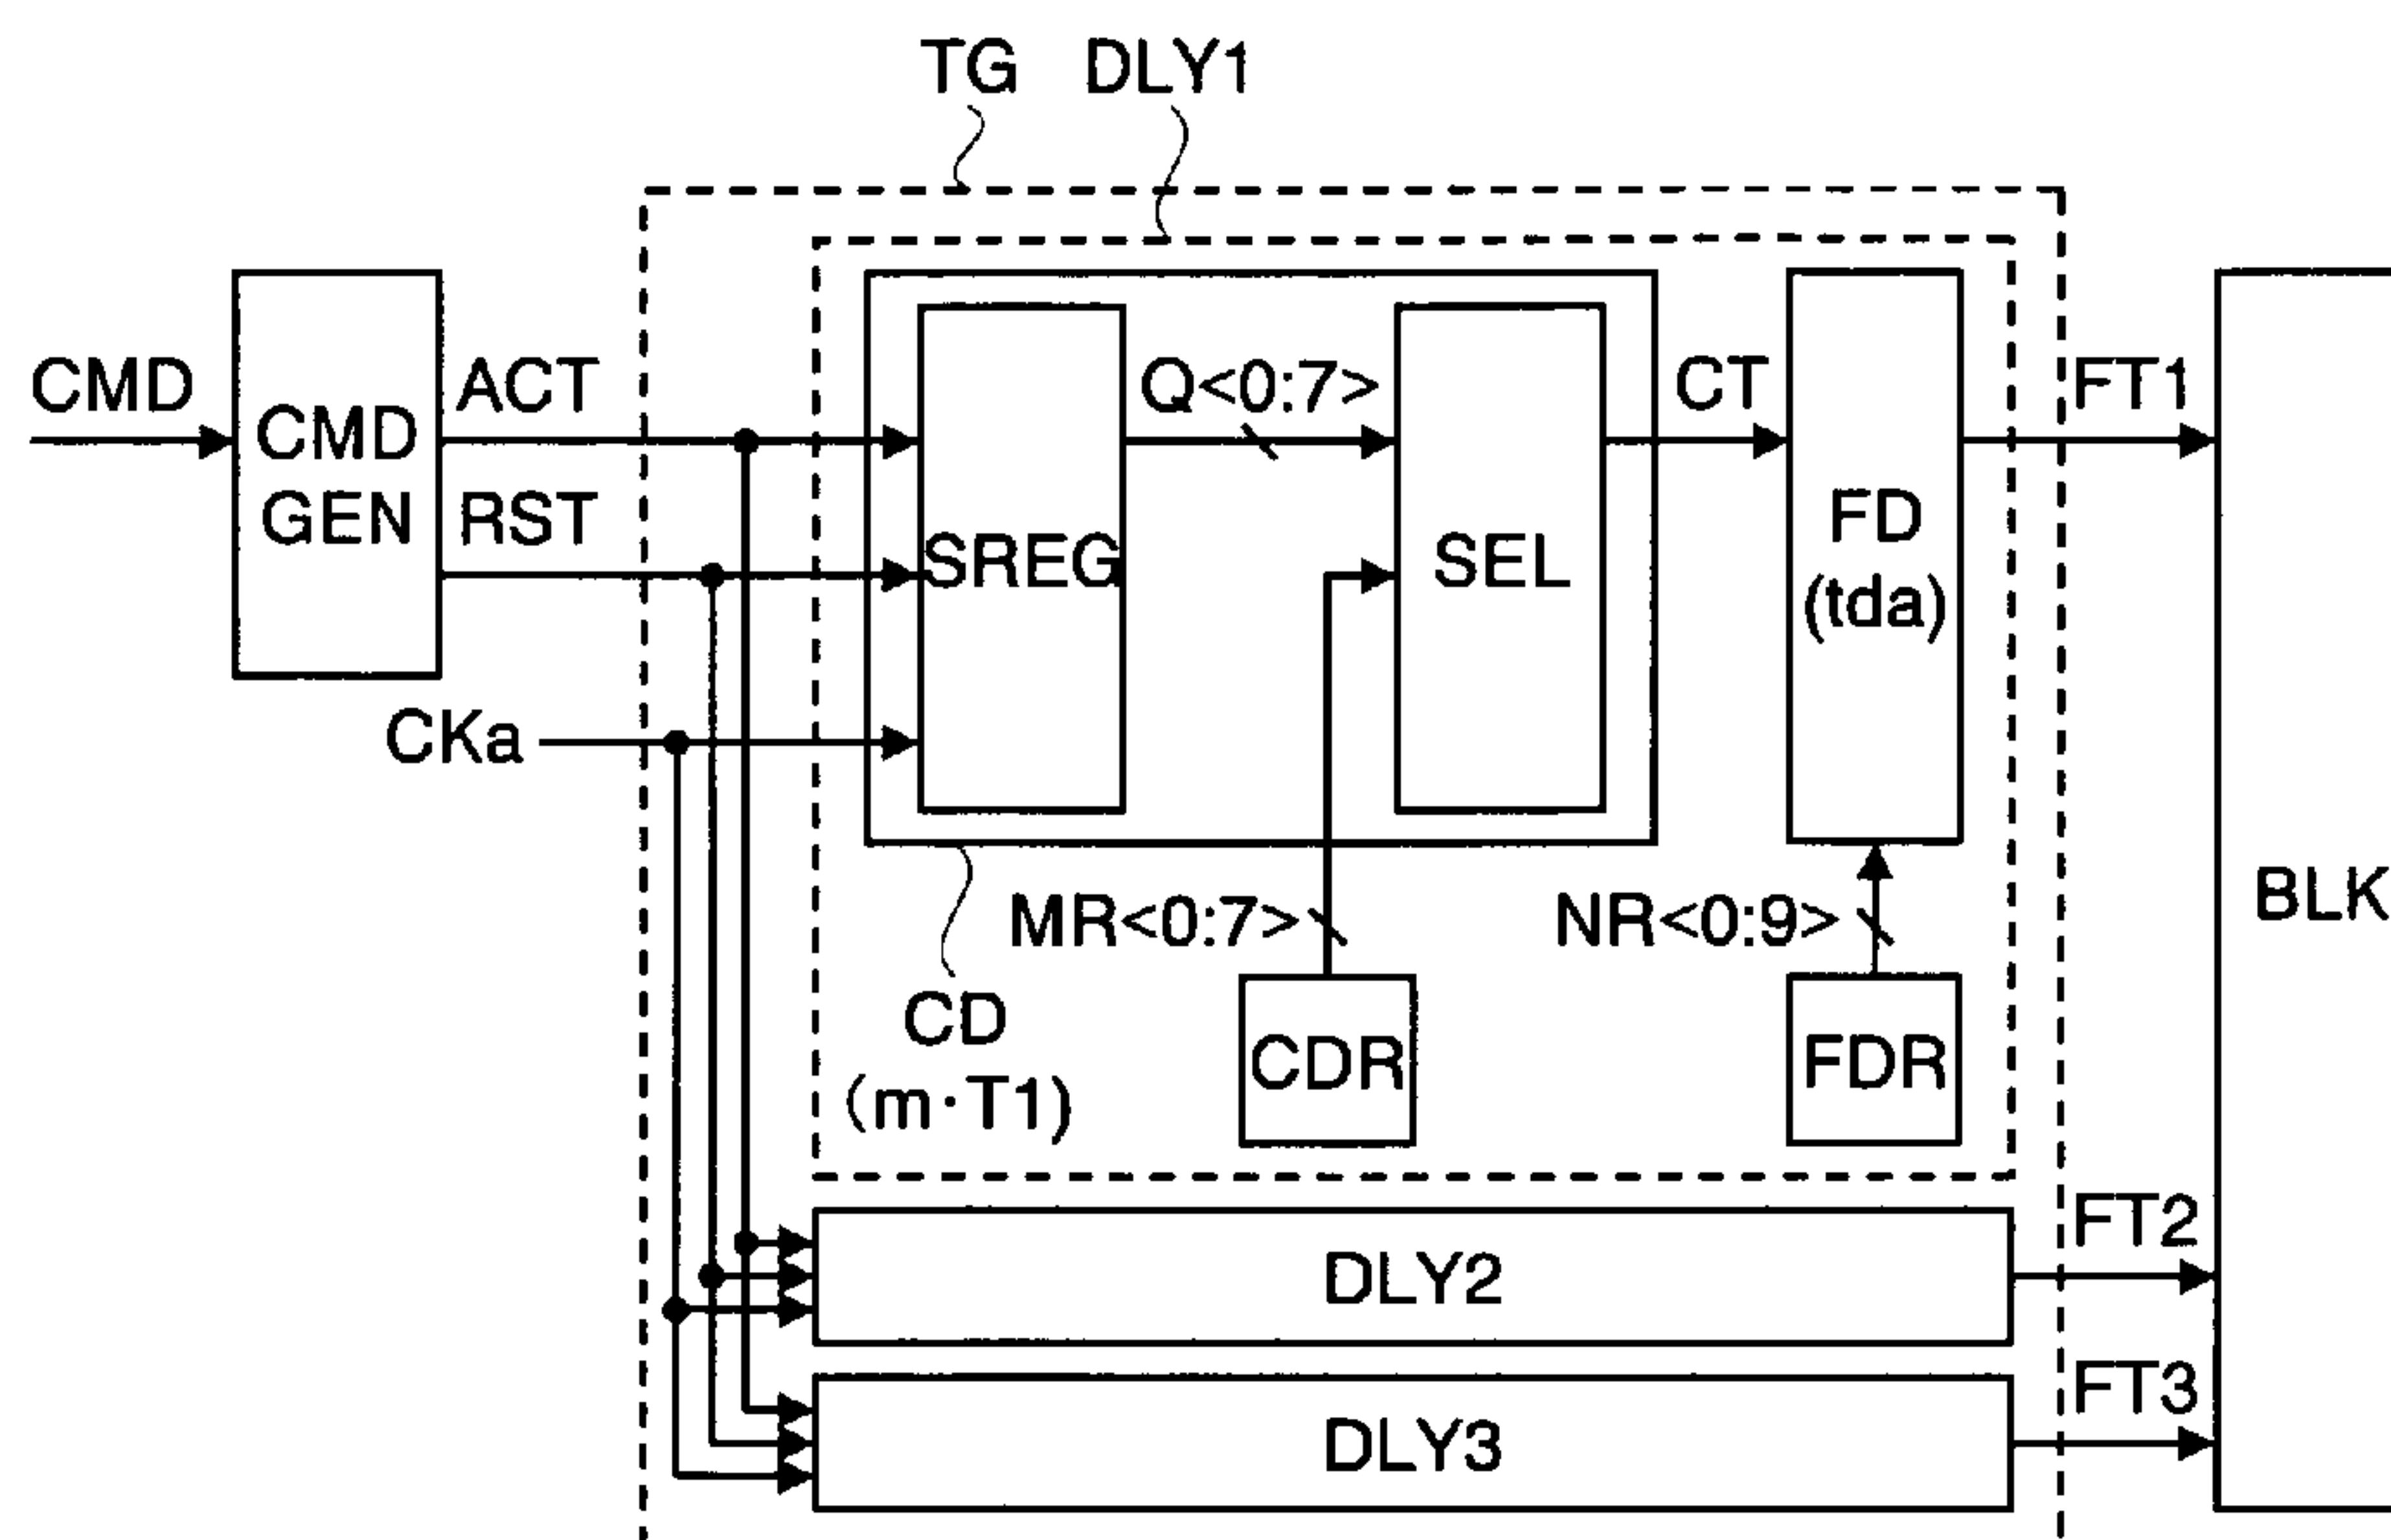 TG DLY1
CMD
CMD
GEN
ACT
RST
CKa
SREG
Q<0:7>
SEL
CT
FD
(tda)
FT1
MR<0:7>
NR<0:9>
CD
(m·T1)
CDR
FDR
BLK
DLY2
FT2
DLY3
FT3